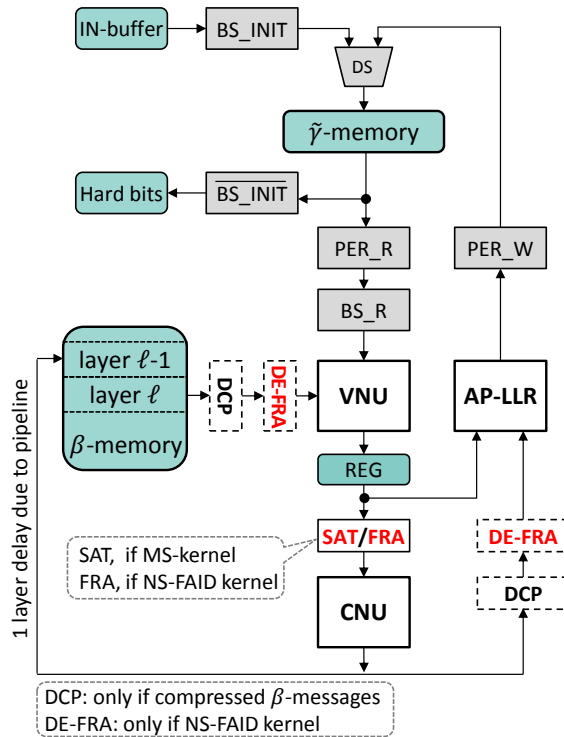 IN-buffer
BS_INIT
DS
γ̃-memory
Hard bits
BS_INIT
PER_R
PER_W
BS_R
layer ℓ-1
layer ℓ
β-memory
DCP
DE-FRA
VNU
AP-LLR
REG
SAT/FRA
SAT, if MS-kernel
FRA, if NS-FAID kernel
DE-FRA
DCP
CNU
1 layer delay due to pipeline
DCP: only if compressed β-messages
DE-FRA: only if NS-FAID kernel